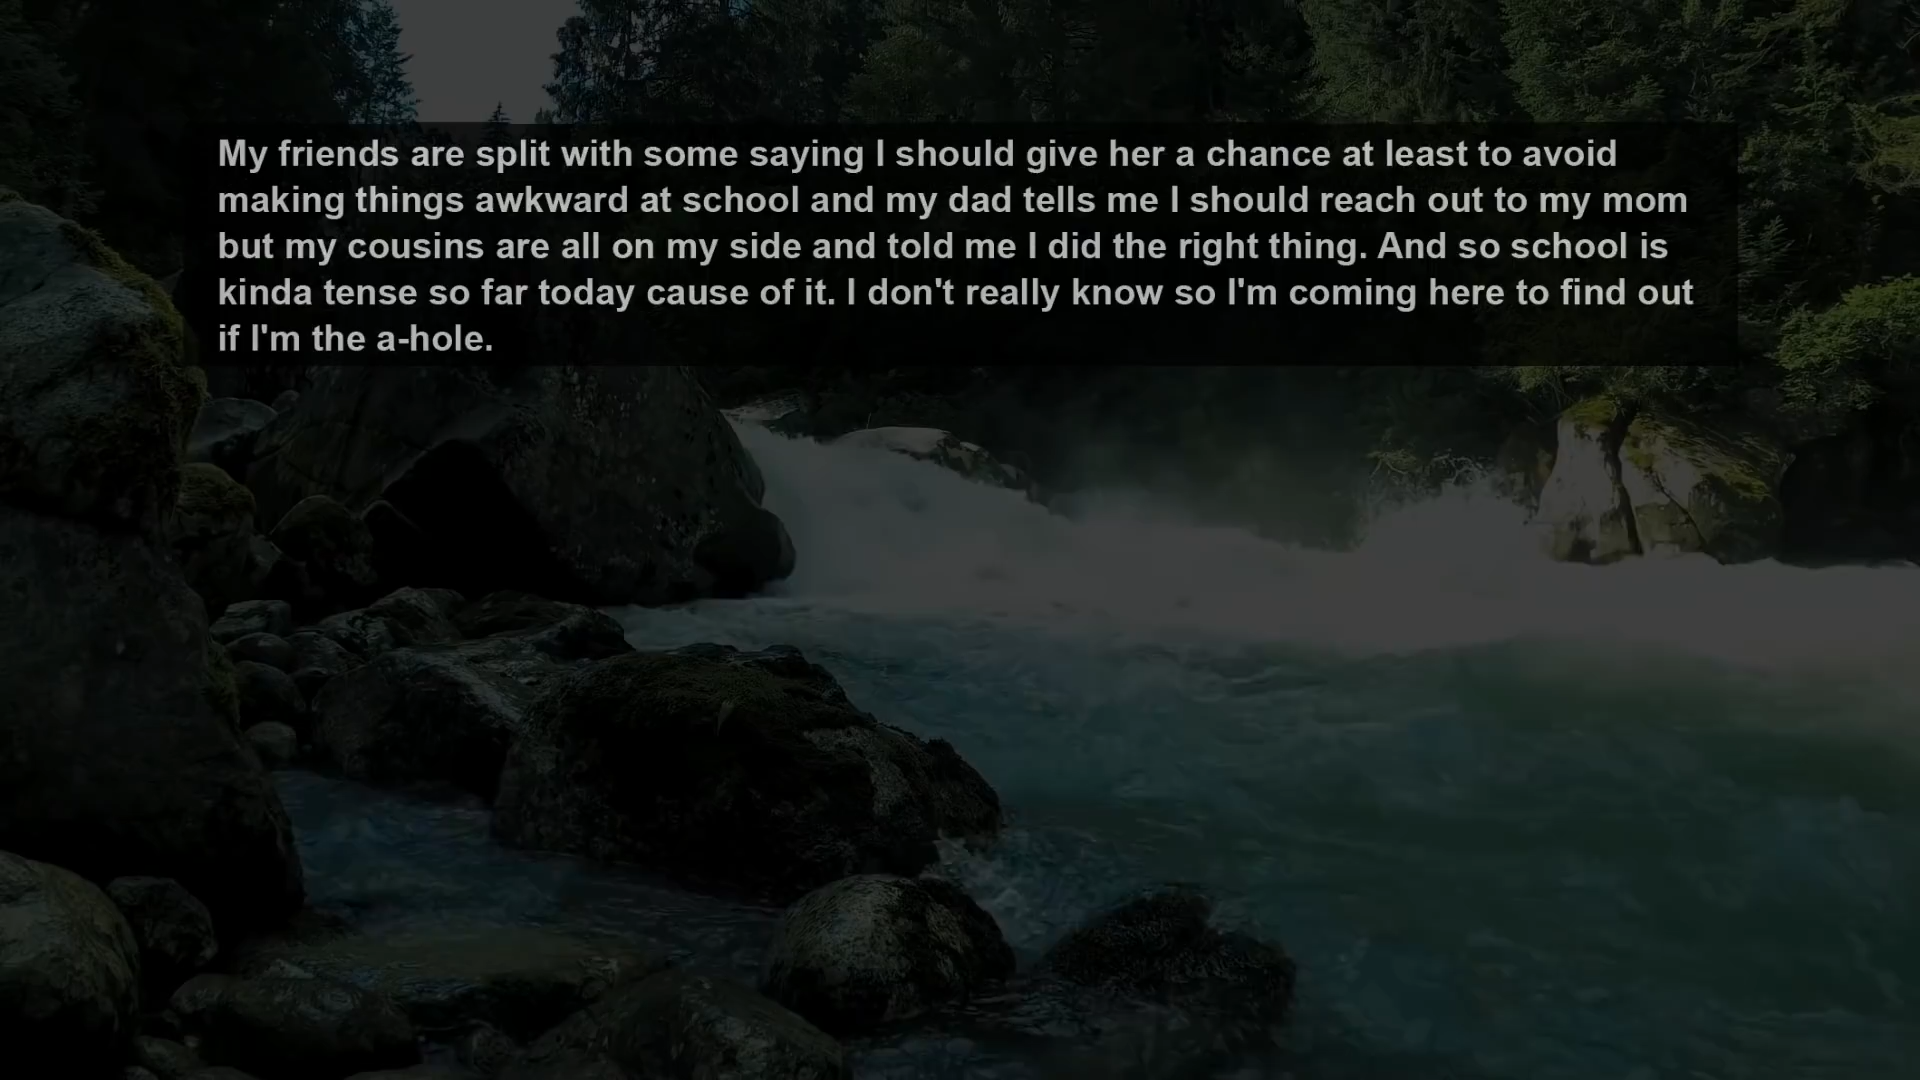 My friends are split with some saying I should give her a chance at least to avoid
making things awkward at school and my dad tells me I should reach out to my mom
but my cousins are all on my side and told me I did the right thing. And so school is
kinda tense so far today cause of it. I don't really know so I'm coming here to find out
if I'm the a-hole.